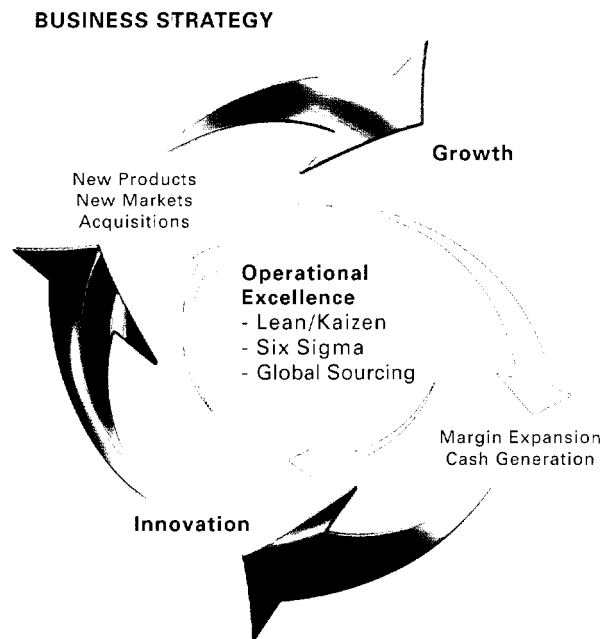 BUSINESS STRATEGY
Growth
New Products
New Markets
Acquisitions
Operational
Excellence
- Lean/Kaizen
- Six Sigma
- Global Sourcing
Margin Expansion
Cash Generation
Innovation